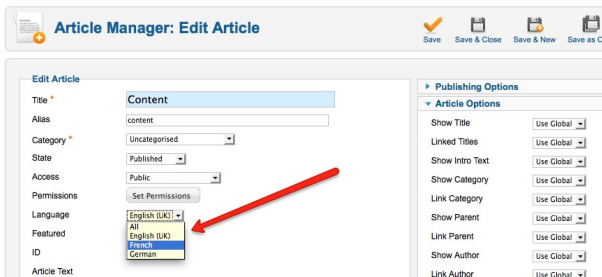 Article Manager: Edit Article
Save
Save & Close
Save & New
Save as C
Edit Article
Title *
Content
Alias
content
Category *
Uncategorised
State
Published
Access
Public
Permissions
Set Permissions
Language
English (UK)
All
English (UK)
French
German
Featured
ID
Article Text
Publishing Options
Article Options
Show Title
Use Global
Linked Titles
Use Global
Show Intro Text
Use Global
Show Category
Use Global
Link Category
Use Global
Show Parent
Use Global
Link Parent
Use Global
Show Author
Use Global
Link Author
Use Global